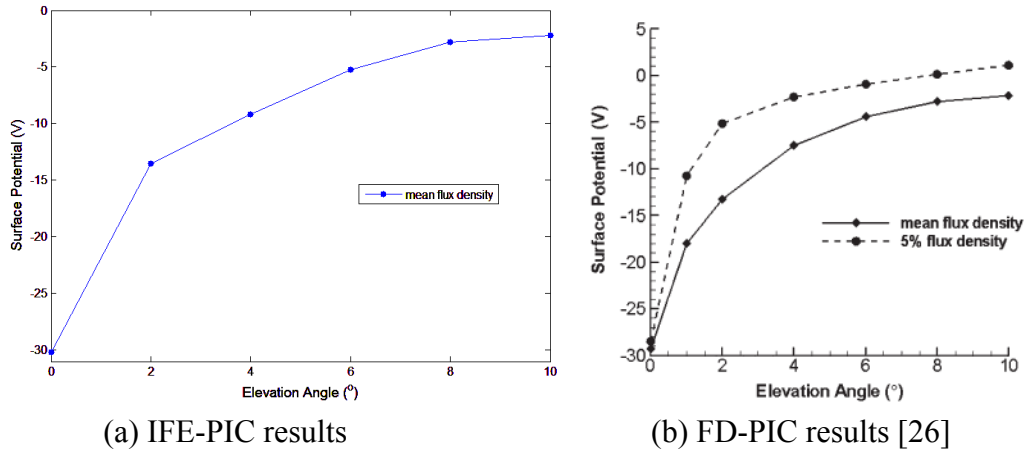 0
-5
-10
-15
-20
-25
-30
Surface Potential (V)
mean flux density
0 2 4 6 8 10
Elevation Angle (°)
(a) IFE-PIC results
5
0
-5
-10
-15
-20
-25
-30
Surface Potential (V)
mean flux density
5% flux density
0 2 4 6 8 10
Elevation Angle (°)
(b) FD-PIC results [26]